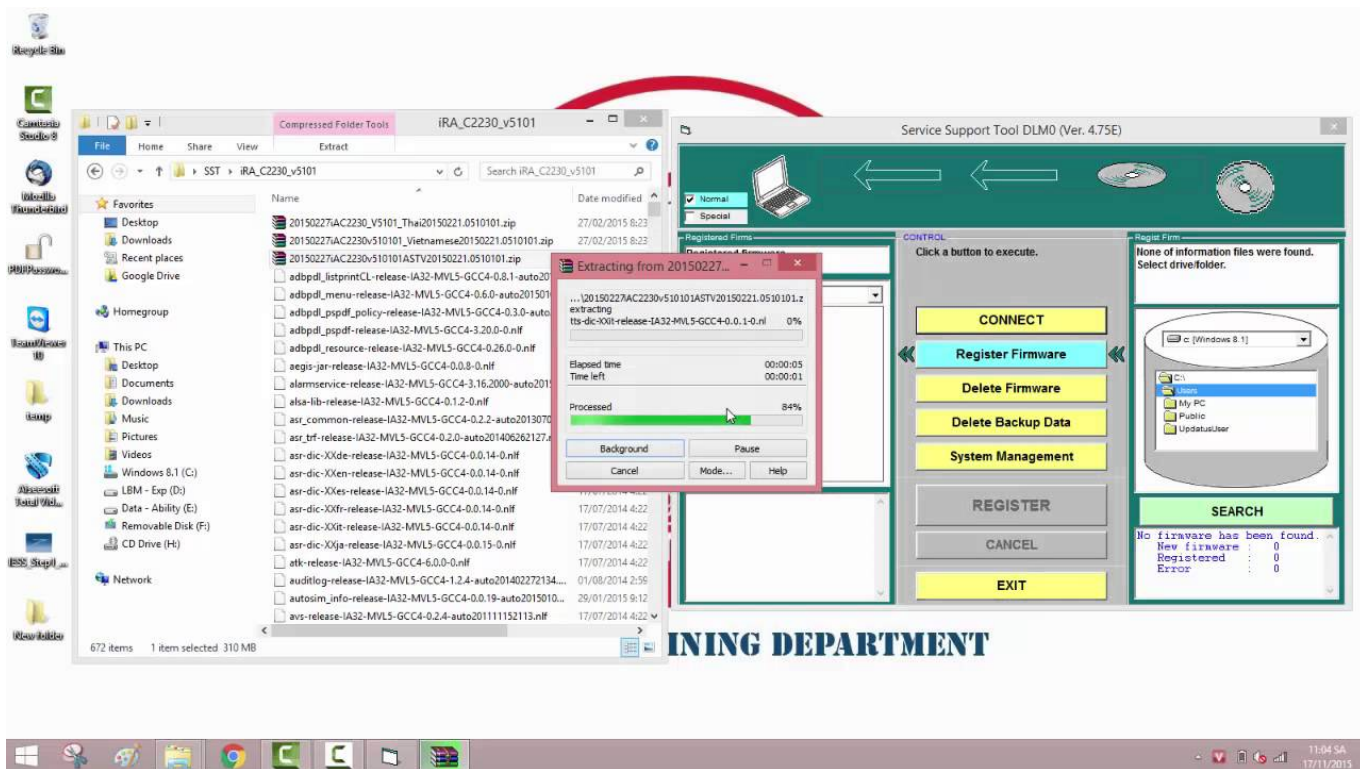 Recycle Bin
Camtasia
Studio 8
Mozilla
Thunderbird
TeamViewer
10
temp
New folder
Compressed Folder Tools
iRA_C2230_v5101
File
Home
Share
View
Extract
SST
iRA_C2230_v5101
Search iRA_C2230_v5101
Favorites
Desktop
Downloads
Recent places
Google Drive
Homegroup
This PC
Desktop
Documents
Downloads
Music
Pictures
Videos
Windows 8.1 (C:)
LBM - Exp (D:)
Data - Ability (E:)
Removable Disk (F:)
CD Drive (H:)
Network
Name
Date modified
20150227iAC2230_V5101_Thai20150221.0510101.zip
27/02/2015 8:23
20150227iAC2230v510101_Vietnamese20150221.0510101.zip
27/02/2015 8:23
20150227iAC2230v510101ASTV20150221.0510101.zip
adbpdl_listprintCL-release-IA32-MVL5-GCC4-0.8.1-auto20
adbpdl_menu-release-IA32-MVL5-GCC4-0.6.0-auto201501
adbpdl_pspdf_policy-release-IA32-MVL5-GCC4-0.3.0-auto
adbpdl_pspdf-release-IA32-MVL5-GCC4-3.20.0-0.nlf
adbpdl_resource-release-IA32-MVL5-GCC4-0.26.0-0.nlf
aegis-jar-release-IA32-MVL5-GCC4-0.0.8-0.nlf
alarmservice-release-IA32-MVL5-GCC4-3.16.2000-auto201
alsa-lib-release-IA32-MVL5-GCC4-0.1.2-0.nlf
asr_common-release-IA32-MVL5-GCC4-0.2.2-auto2013070
asr_trf-release-IA32-MVL5-GCC4-0.2.0-auto201406262127.
asr-dic-XXde-release-IA32-MVL5-GCC4-0.0.14-0.nlf
asr-dic-XXen-release-IA32-MVL5-GCC4-0.0.14-0.nlf
asr-dic-XXes-release-IA32-MVL5-GCC4-0.0.14-0.nlf
asr-dic-XXfr-release-IA32-MVL5-GCC4-0.0.14-0.nlf
17/07/2014 4:22
asr-dic-XXit-release-IA32-MVL5-GCC4-0.0.14-0.nlf
17/07/2014 4:22
asr-dic-XXja-release-IA32-MVL5-GCC4-0.0.15-0.nlf
17/07/2014 4:22
atk-release-IA32-MVL5-GCC4-6.0.0-0.nlf
17/07/2014 4:22
auditlog-release-IA32-MVL5-GCC4-1.2.4-auto201402272134....
01/08/2014 2:59
autosim_info-release-IA32-MVL5-GCC4-0.0.19-auto2015010...
29/01/2015 9:12
avs-release-IA32-MVL5-GCC4-0.2.4-auto201111152113.nlf
17/07/2014 4:22
672 items
1 item selected 310 MB
Extracting from 20150227...
...\20150227iAC2230v510101ASTV20150221.0510101.z
extracting
tts-dic-XXit-release-IA32-MVL5-GCC4-0.0.1-0.nl
0%
Elapsed time
00:00:05
Time left
00:00:01
Processed
84%
Background
Pause
Cancel
Mode...
Help
Service Support Tool DLM0 (Ver. 4.75E)
Normal
Special
Registered Firms
CONTROL
Click a button to execute.
CONNECT
Register Firmware
Delete Firmware
Delete Backup Data
System Management
REGISTER
CANCEL
EXIT
Regist Firm
None of information files were found.
Select drive/folder.
c: [Windows 8.1]
C:\
Users
My PC
Public
UpdatusUser
SEARCH
No firmware has been found.
New firmware : 0
Registered : 0
Error : 0
INING DEPARTMENT
11:04 SA
17/11/2015